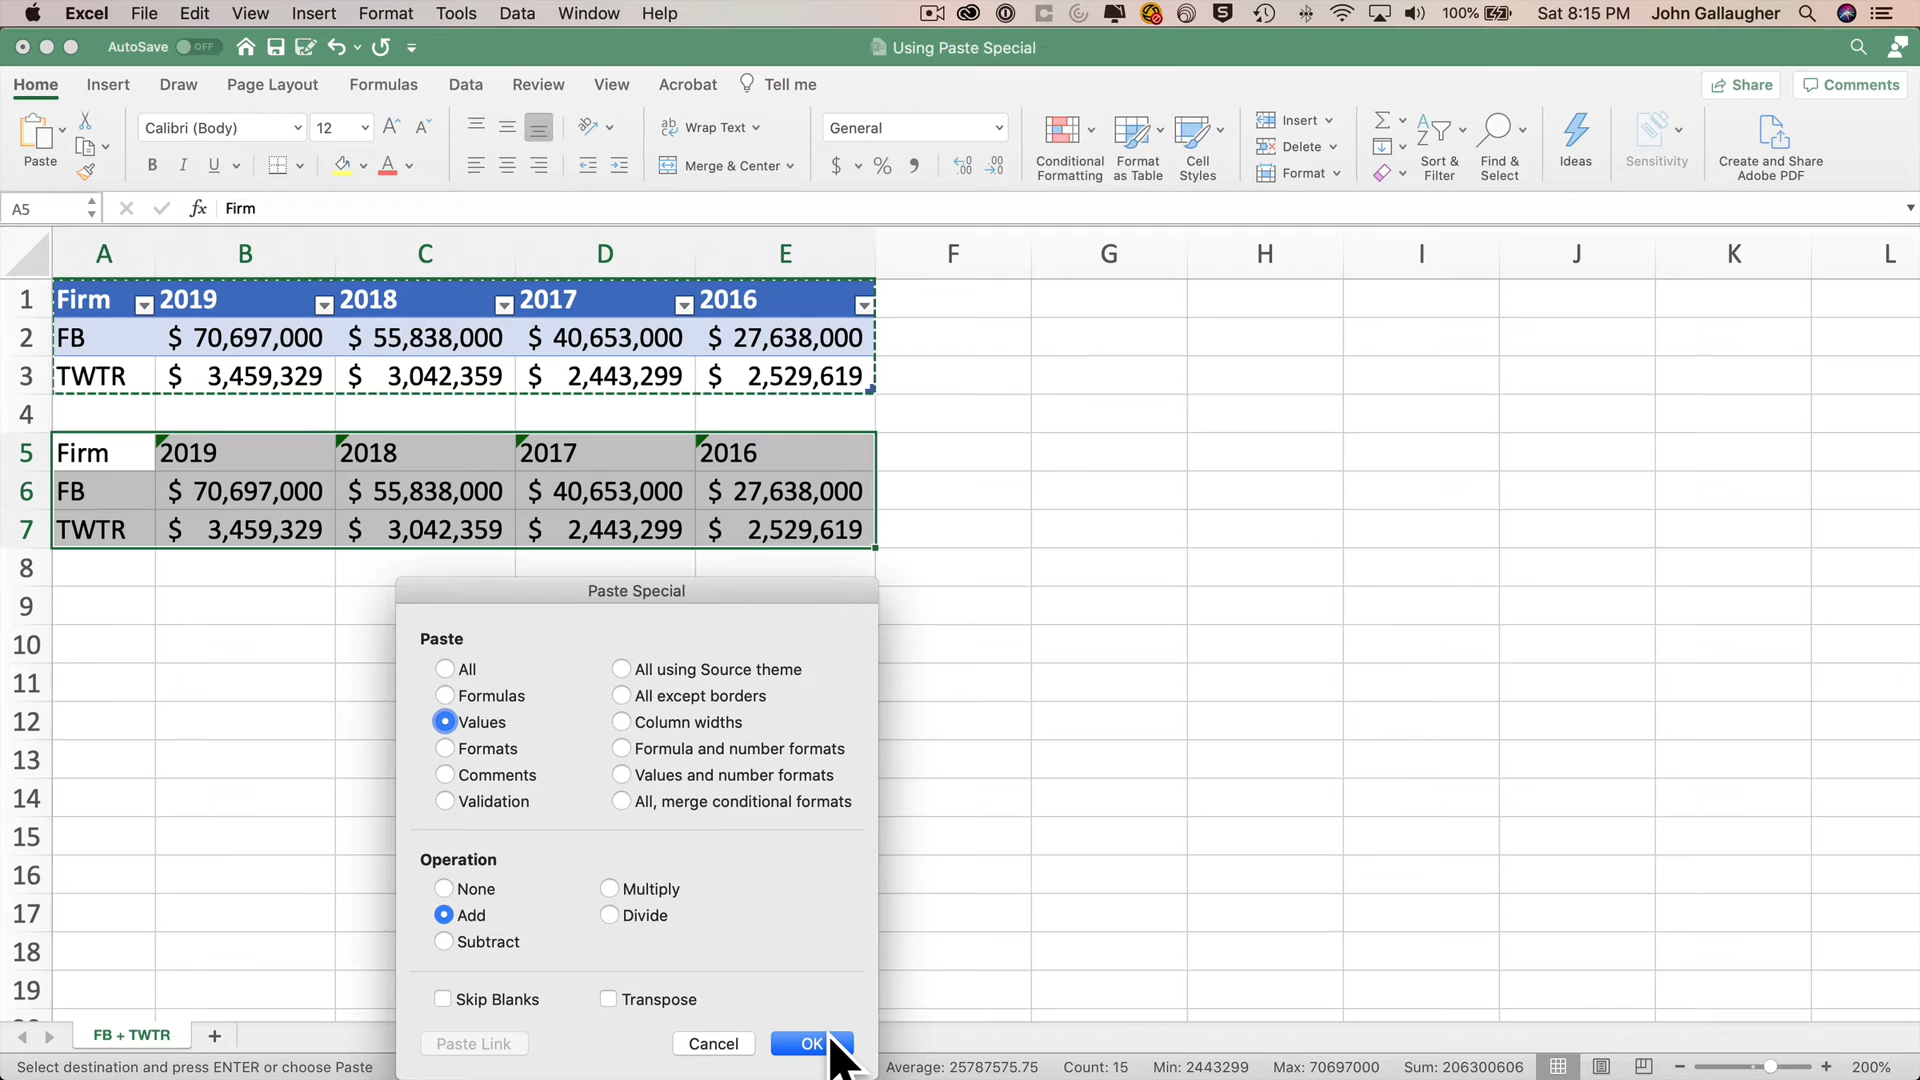 Excel File Edit View Insert Format Tools Data Window Help 100% Sat 8:15 PM John Gallaugher
AutoSave OFF Using Paste Special
Home Insert Draw Page Layout Formulas Data Review View Acrobat Tell me Share Comments
Paste Calibri (Body) 12 Wrap Text General Insert
B I U Merge & Center $ % Delete
Conditional Formatting Format as Table Cell Styles Format Sort & Filter Find & Select Ideas Sensitivity Create and Share Adobe PDF
A5 fx Firm
A B C D E F G H I J K L
1 Firm 2019 2018 2017 2016
2 FB $ 70,697,000 $ 55,838,000 $ 40,653,000 $ 27,638,000
3 TWTR $ 3,459,329 $ 3,042,359 $ 2,443,299 $ 2,529,619
4
5 Firm 2019 2018 2017 2016
6 FB $ 70,697,000 $ 55,838,000 $ 40,653,000 $ 27,638,000
7 TWTR $ 3,459,329 $ 3,042,359 $ 2,443,299 $ 2,529,619
8
9
10
11
12
13
14
15
16
17
18
19
Paste Special
Paste
All All using Source theme
Formulas All except borders
Values Column widths
Formats Formula and number formats
Comments Values and number formats
Validation All, merge conditional formats
Operation
None Multiply
Add Divide
Subtract
Skip Blanks Transpose
Paste Link Cancel OK
FB + TWTR +
Select destination and press ENTER or choose Paste Average: 25787575.75 Count: 15 Min: 2443299 Max: 70697000 Sum: 206300606 200%